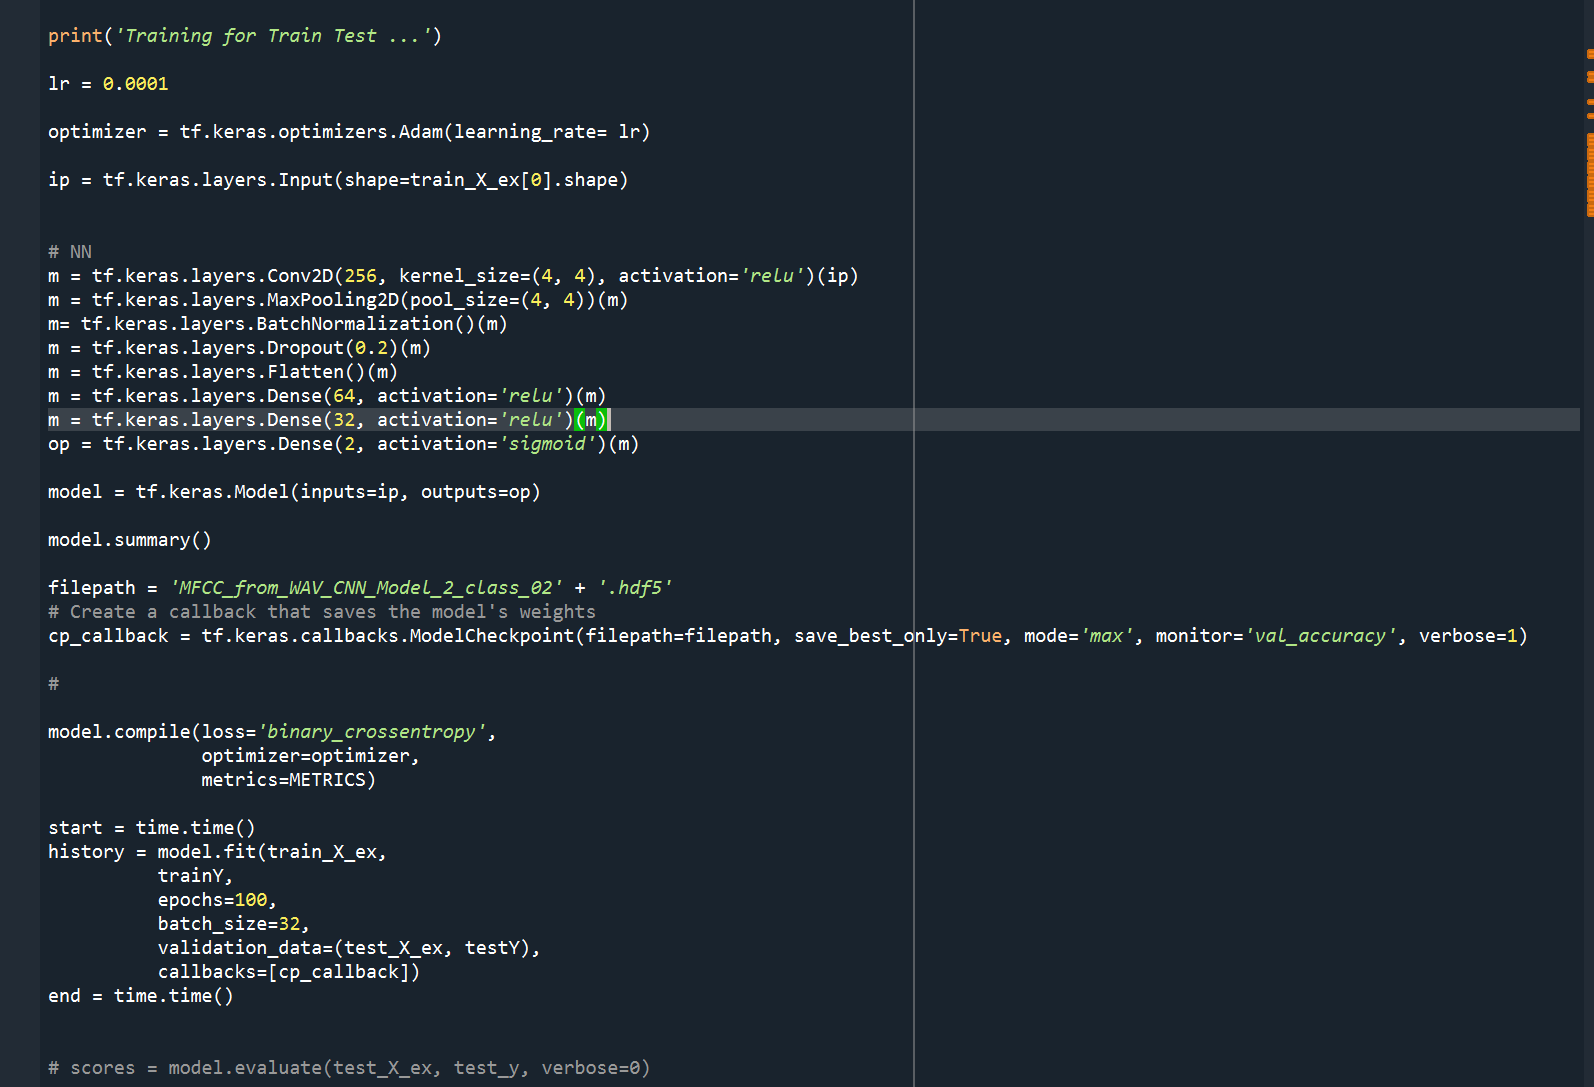 print('Training for Train Test ...')
lr = 0.0001
optimizer = tf.keras.optimizers.Adam(learning_rate= lr)
ip = tf.keras.layers.Input(shape=train_X_ex[0].shape)
# NN
m = tf.keras.layers.Conv2D(256, kernel_size=(4, 4), activation='relu')(ip)
m = tf.keras.layers.MaxPooling2D(pool_size=(4, 4))(m)
m= tf.keras.layers.BatchNormalization()(m)
m = tf.keras.layers.Dropout(0.2)(m)
m = tf.keras.layers.Flatten()(m)
m = tf.keras.layers.Dense(64, activation='relu')(m)
m = tf.keras.layers.Dense(32, activation='relu')(m)
op = tf.keras.layers.Dense(2, activation='sigmoid')(m)
model = tf.keras.Model(inputs=ip, outputs=op)
model.summary()
filepath = 'MFCC_from_WAV_CNN_Model_2_class_02' + '.hdf5'
# Create a callback that saves the model's weights
cp_callback = tf.keras.callbacks.ModelCheckpoint(filepath=filepath, save_best_only=True, mode='max', monitor='val_accuracy', verbose=1)
#
model.compile(loss='binary_crossentropy',
              optimizer=optimizer,
              metrics=METRICS)
start = time.time()
history = model.fit(train_X_ex,
          trainY,
          epochs=100,
          batch_size=32,
          validation_data=(test_X_ex, testY),
          callbacks=[cp_callback])
end = time.time()
# scores = model.evaluate(test_X_ex, test_y, verbose=0)